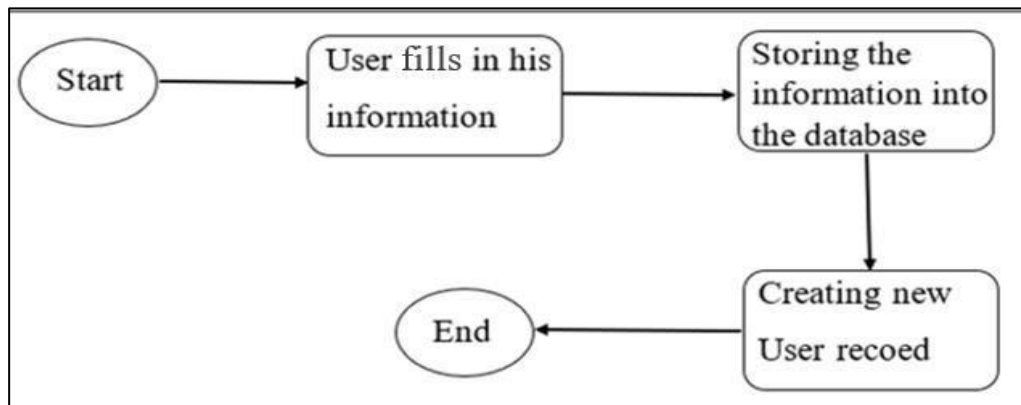 Start
User fills in his
information
Storing the
information into
the database
Creating new
User recoed
End